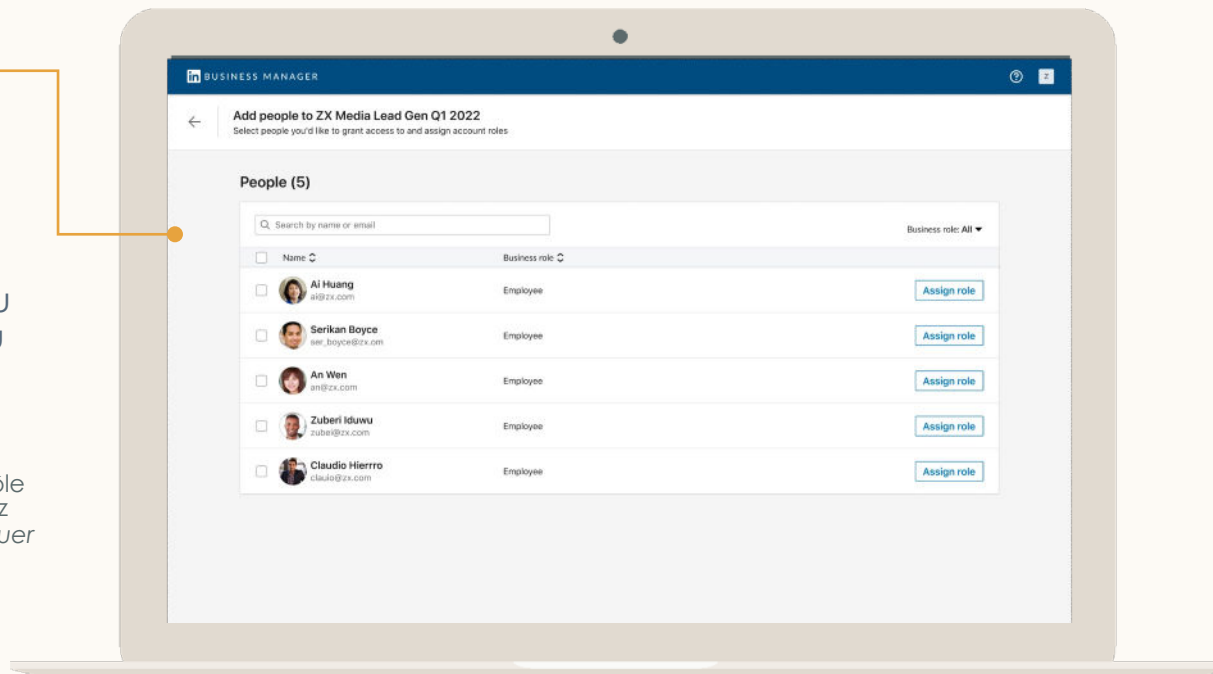 in BUSINESS MANAGER
Z
Add people to ZX Media Lead Gen Q1 2022
Select people you'd like to grant access to and assign account roles
People (5)
Search by name or email
Business role: All
Name
Business role
Ai Huang
ai@zx.com
Employee
Assign role
Serikan Boyce
ser_boyce@zx.om
Employee
Assign role
An Wen
an@zx.com
Employee
Assign role
Zuberi Iduwu
zubei@zx.com
Employee
Assign role
Claudio Hierrro
clauio@zx.com
Employee
Assign role